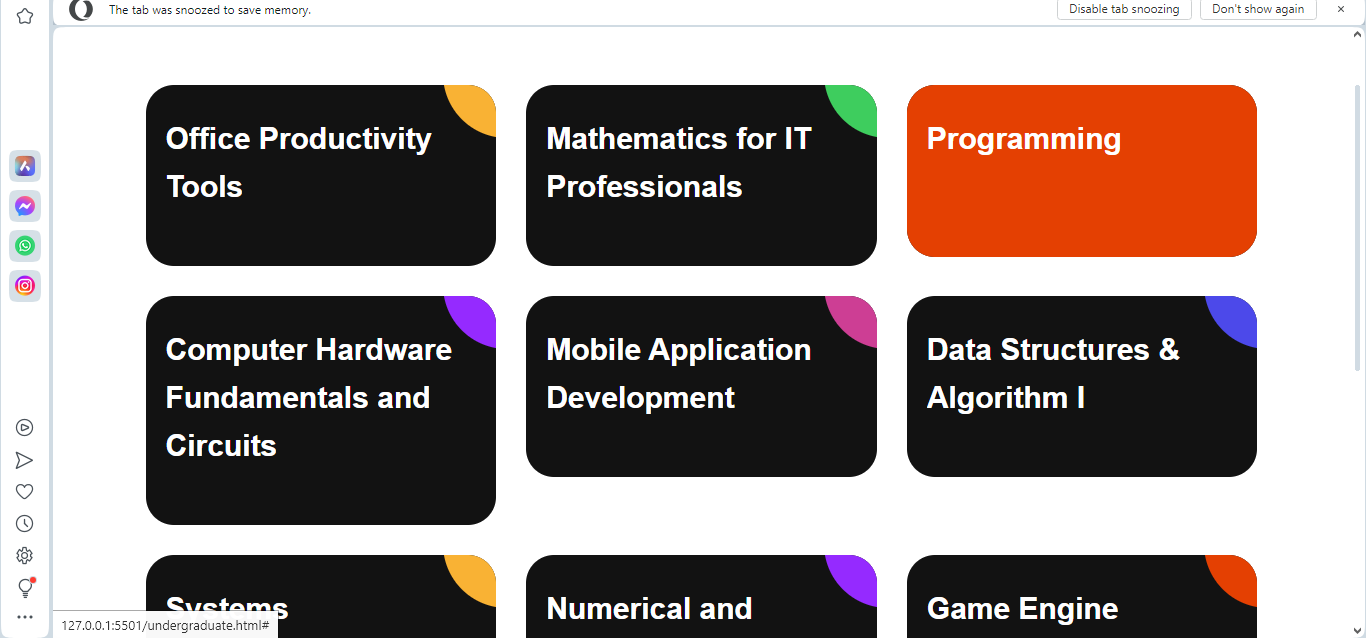 The tab was snoozed to save memory.
Disable tab snoozing
Don't show again
Office Productivity
Tools
Mathematics for IT
Professionals
Programming
Computer Hardware
Fundamentals and
Circuits
Mobile Application
Development
Data Structures &
Algorithm I
Systems
Numerical and
Game Engine
127.0.0.1:5501/undergraduate.html#